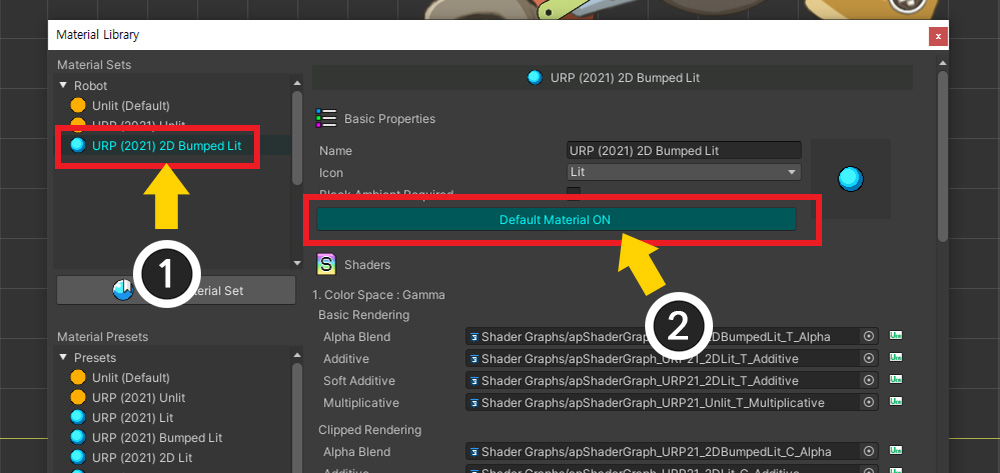 Material Library
x
Material Sets
Robot
Unlit (Default)
URP (2021) Unlit
URP (2021) 2D Bumped Lit
1
Material Set
Material Presets
Presets
Unlit (Default)
URP (2021) Unlit
URP (2021) Lit
URP (2021) Bumped Lit
URP (2021) 2D Lit
URP (2021) 2D Bumped Lit
Basic Properties
Name URP (2021) 2D Bumped Lit
Icon Lit
Black Ambient Required
Default Material ON
2
S Shaders
1. Color Space : Gamma
Basic Rendering
Alpha Blend Shader Graphs/apShaderGraph_ 2DBumpedLit_T_Alpha
Additive Shader Graphs/apShaderGraph_URP21_2DLit_T_Additive
Soft Additive Shader Graphs/apShaderGraph_URP21_2DLit_T_Additive
Multiplicative Shader Graphs/apShaderGraph_URP21_Unlit_T_Multiplicative
Clipped Rendering
Alpha Blend Shader Graphs/apShaderGraph_URP21_2DBumpedLit_C_Alpha
Additive Shader Graphs/apShaderGraph_URP21_2DLit_C_Additive